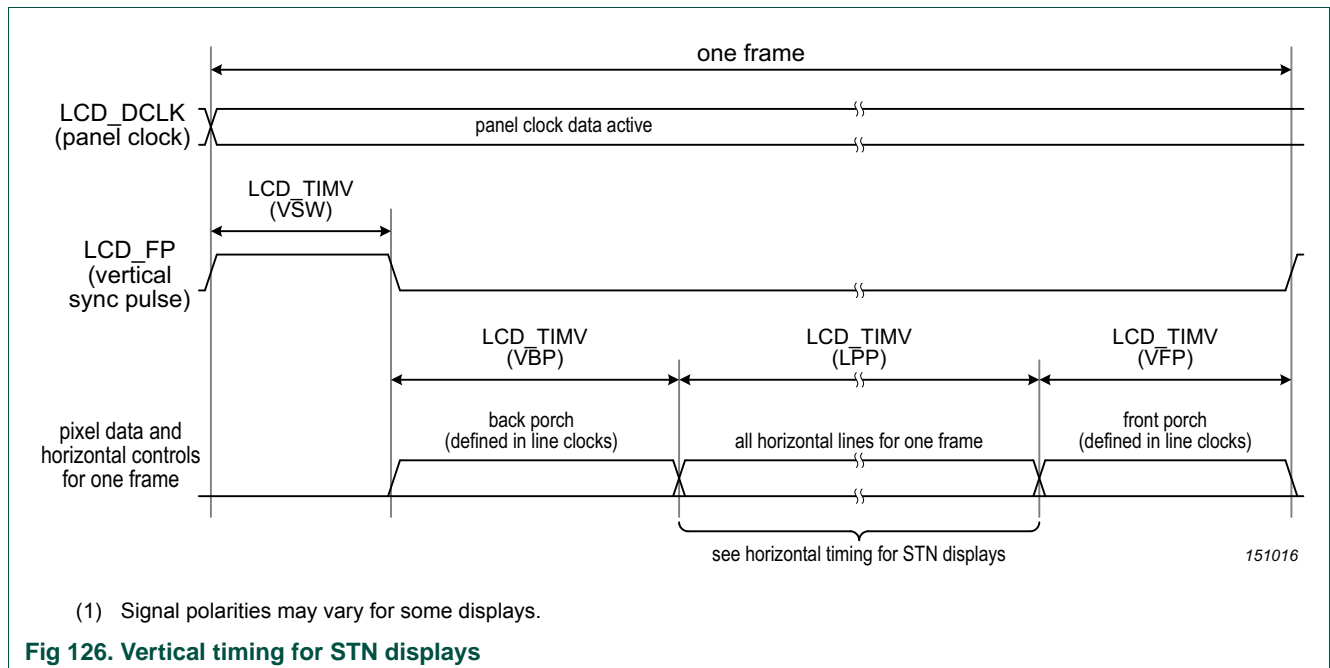 one frame
LCD_DCLK
(panel clock)
panel clock data active
LCD_TIMV
(VSW)
LCD_FP
(vertical
sync pulse)
LCD_TIMV
(VBP)
LCD_TIMV
(LPP)
LCD_TIMV
(VFP)
pixel data and
horizontal controls
for one frame
back porch
(defined in line clocks)
all horizontal lines for one frame
front porch
(defined in line clocks)
see horizontal timing for STN displays
151016
(1) Signal polarities may vary for some displays.
Fig 126. Vertical timing for STN displays